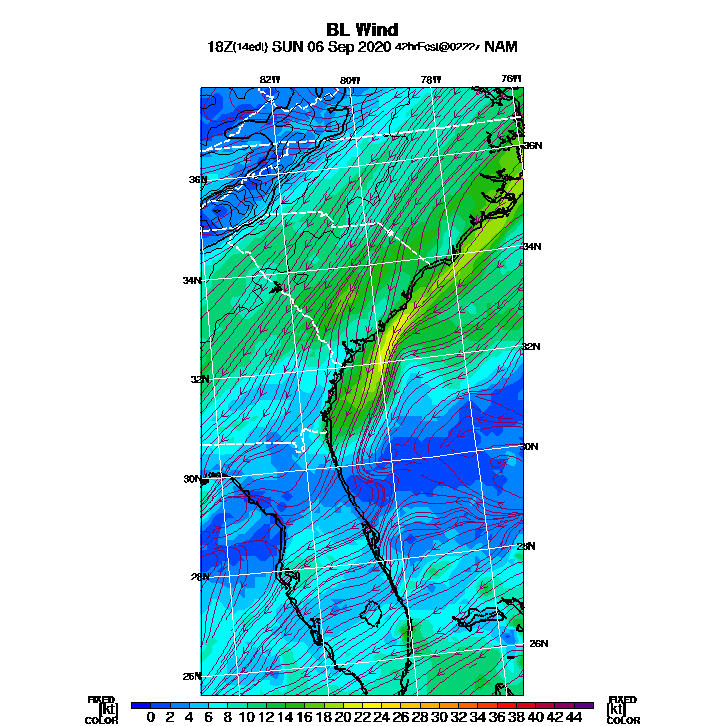 BL Wind
18Z(14edt) SUN 06 Sep 2020 42hrFcst@0222z NAM
82W 80W 78W 76W
36N
36N
34N
34N
32N
32N
30N
30N
28N
28N
26N
26N
FIXED
[kt]
COLOR
0 2 4 6 8 10 12 14 16 18 20 22 24 26 28 30 32 34 36 38 40 42 44
FIXED
[kt]
COLOR